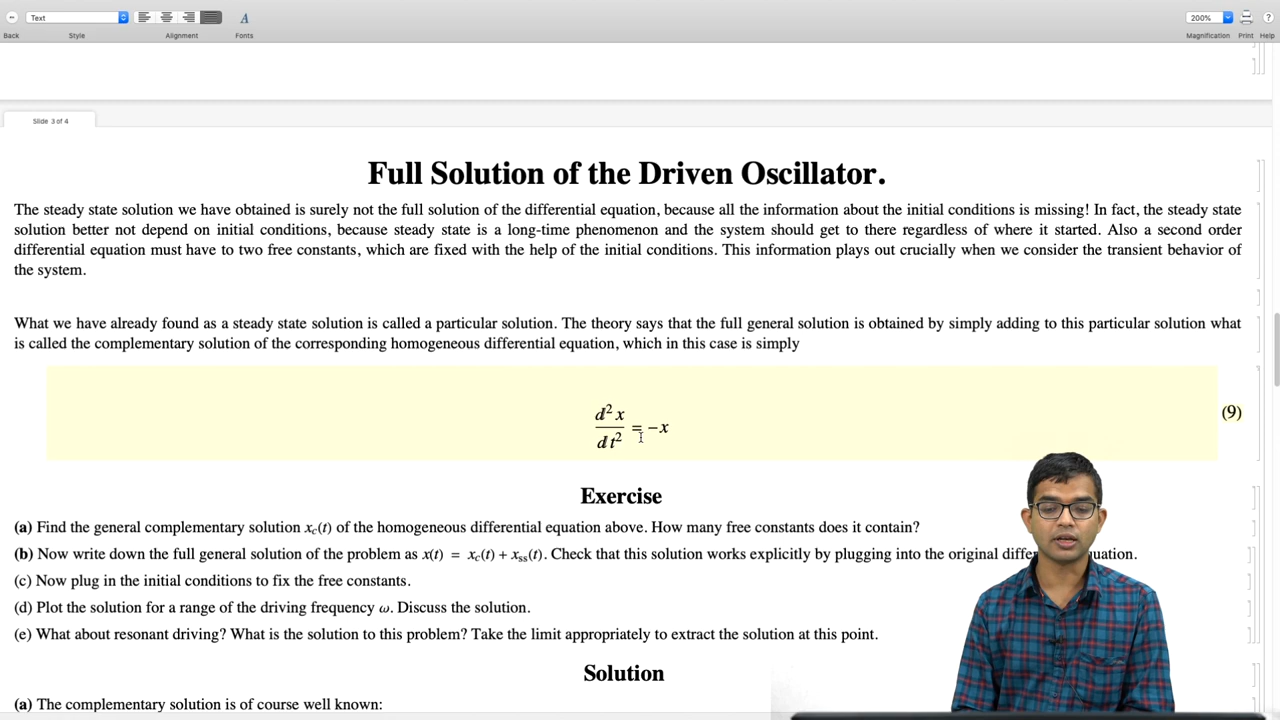 Text
200%
Back
Style
Alignment
Fonts
Magnification
Print
Help
Slide 3 of 4
Full Solution of the Driven Oscillator.
The steady state solution we have obtained is surely not the full solution of the differential equation, because all the information about the initial conditions is missing! In fact, the steady state
solution better not depend on initial conditions, because steady state is a long-time phenomenon and the system should get to there regardless of where it started. Also a second order
differential equation must have to two free constants, which are fixed with the help of the initial conditions. This information plays out crucially when we consider the transient behavior of
the system.
What we have already found as a steady state solution is called a particular solution. The theory says that the full general solution is obtained by simply adding to this particular solution what
is called the complementary solution of the corresponding homogeneous differential equation, which in this case is simply
d²x/dt² = -x (9)
Exercise
(a) Find the general complementary solution x_c(t) of the homogeneous differential equation above. How many free constants does it contain?
(b) Now write down the full general solution of the problem as x(t) = x_c(t) + x_ss(t). Check that this solution works explicitly by plugging into the original
(c) Now plug in the initial conditions to fix the free constants.
(d) Plot the solution for a range of the driving frequency ω. Discuss the solution.
(e) What about resonant driving? What is the solution to this problem? Take the limit appropriately to extract the solution at this point.
Solution
(a) The complementary solution is of course well known: